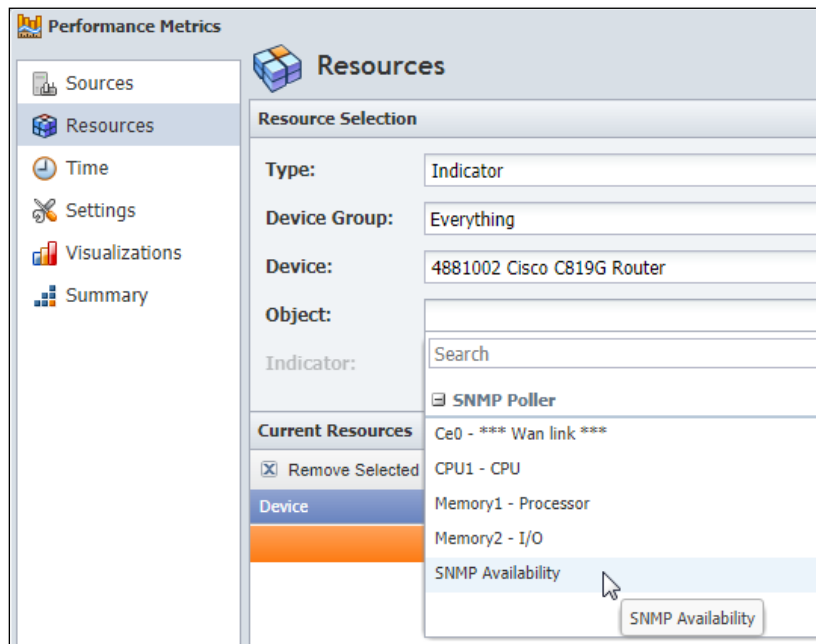 Performance Metrics
Sources
Resources
Time
Settings
Visualizations
Summary
Resources
Resource Selection
Type: Indicator
Device Group: Everything
Device: 4881002 Cisco C819G Router
Object:
Search
Indicator:
SNMP Poller
Ce0 - *** Wan link ***
CPU1 - CPU
Memory1 - Processor
Memory2 - I/O
SNMP Availability
SNMP Availability
Current Resources
Remove Selected
Device